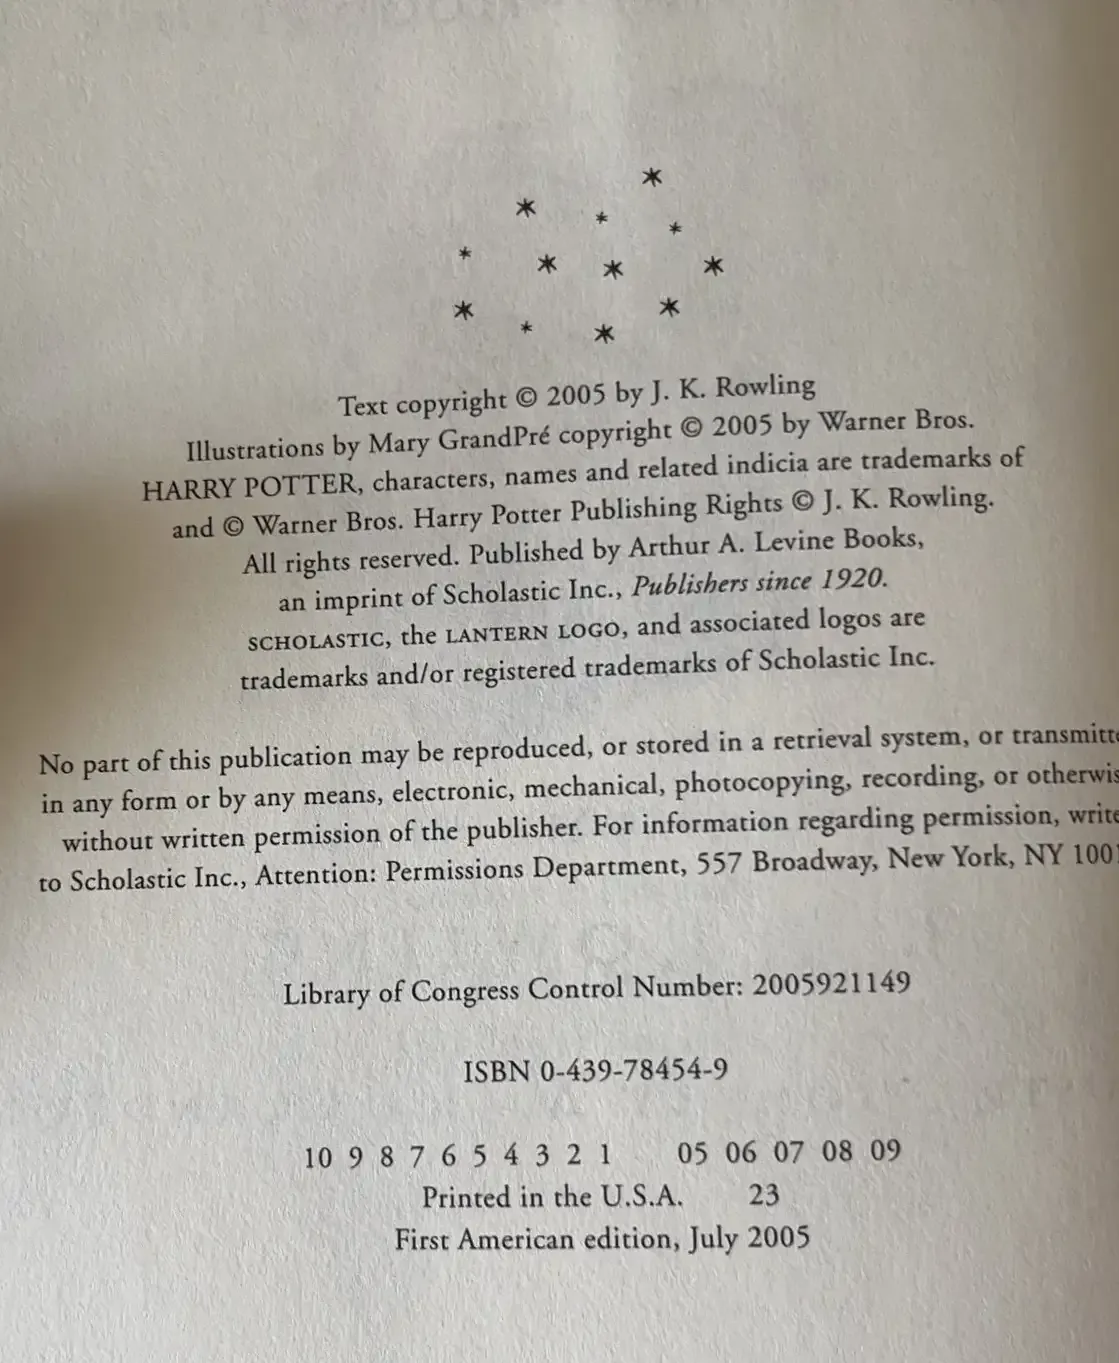 Text copyright © 2005 by J. K. Rowling
Illustrations by Mary GrandPré copyright © 2005 by Warner Bros.
HARRY POTTER, characters, names and related indicia are trademarks of
and © Warner Bros. Harry Potter Publishing Rights © J. K. Rowling.
All rights reserved. Published by Arthur A. Levine Books,
an imprint of Scholastic Inc., Publishers since 1920.
SCHOLASTIC, the LANTERN LOGO, and associated logos are
trademarks and/or registered trademarks of Scholastic Inc.
No part of this publication may be reproduced, or stored in a retrieval system, or transmitte
in any form or by any means, electronic, mechanical, photocopying, recording, or otherwis
without written permission of the publisher. For information regarding permission, write
to Scholastic Inc., Attention: Permissions Department, 557 Broadway, New York, NY 1001
Library of Congress Control Number: 2005921149
ISBN 0-439-78454-9
10 9 8 7 6 5 4 3 2 1 05 06 07 08 09
Printed in the U.S.A. 23
First American edition, July 2005